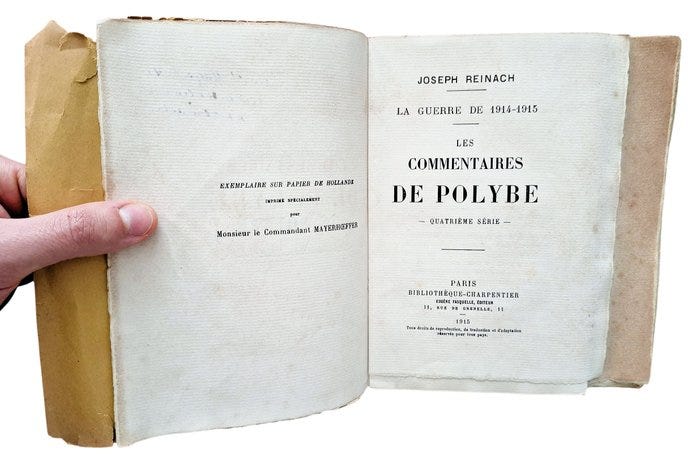 EXEMPLAIRE SUR PAPIER DE HOLLANDE
IMPRIMÉ SPÉCIALEMENT
pour
Monsieur le Commandant MAYERHŒFFER
JOSEPH REINACH
LA GUERRE DE 1914-1915
LES
COMMENTAIRES
DE POLYBE
— QUATRIÈME SÉRIE —
PARIS
BIBLIOTHÈQUE-CHARPENTIER
EUGÈNE FASQUELLE, ÉDITEUR
11, RUE DE GRENELLE, 11
1915
Tous droits de reproduction, de traduction et d'adaptation
réservés pour tous pays.